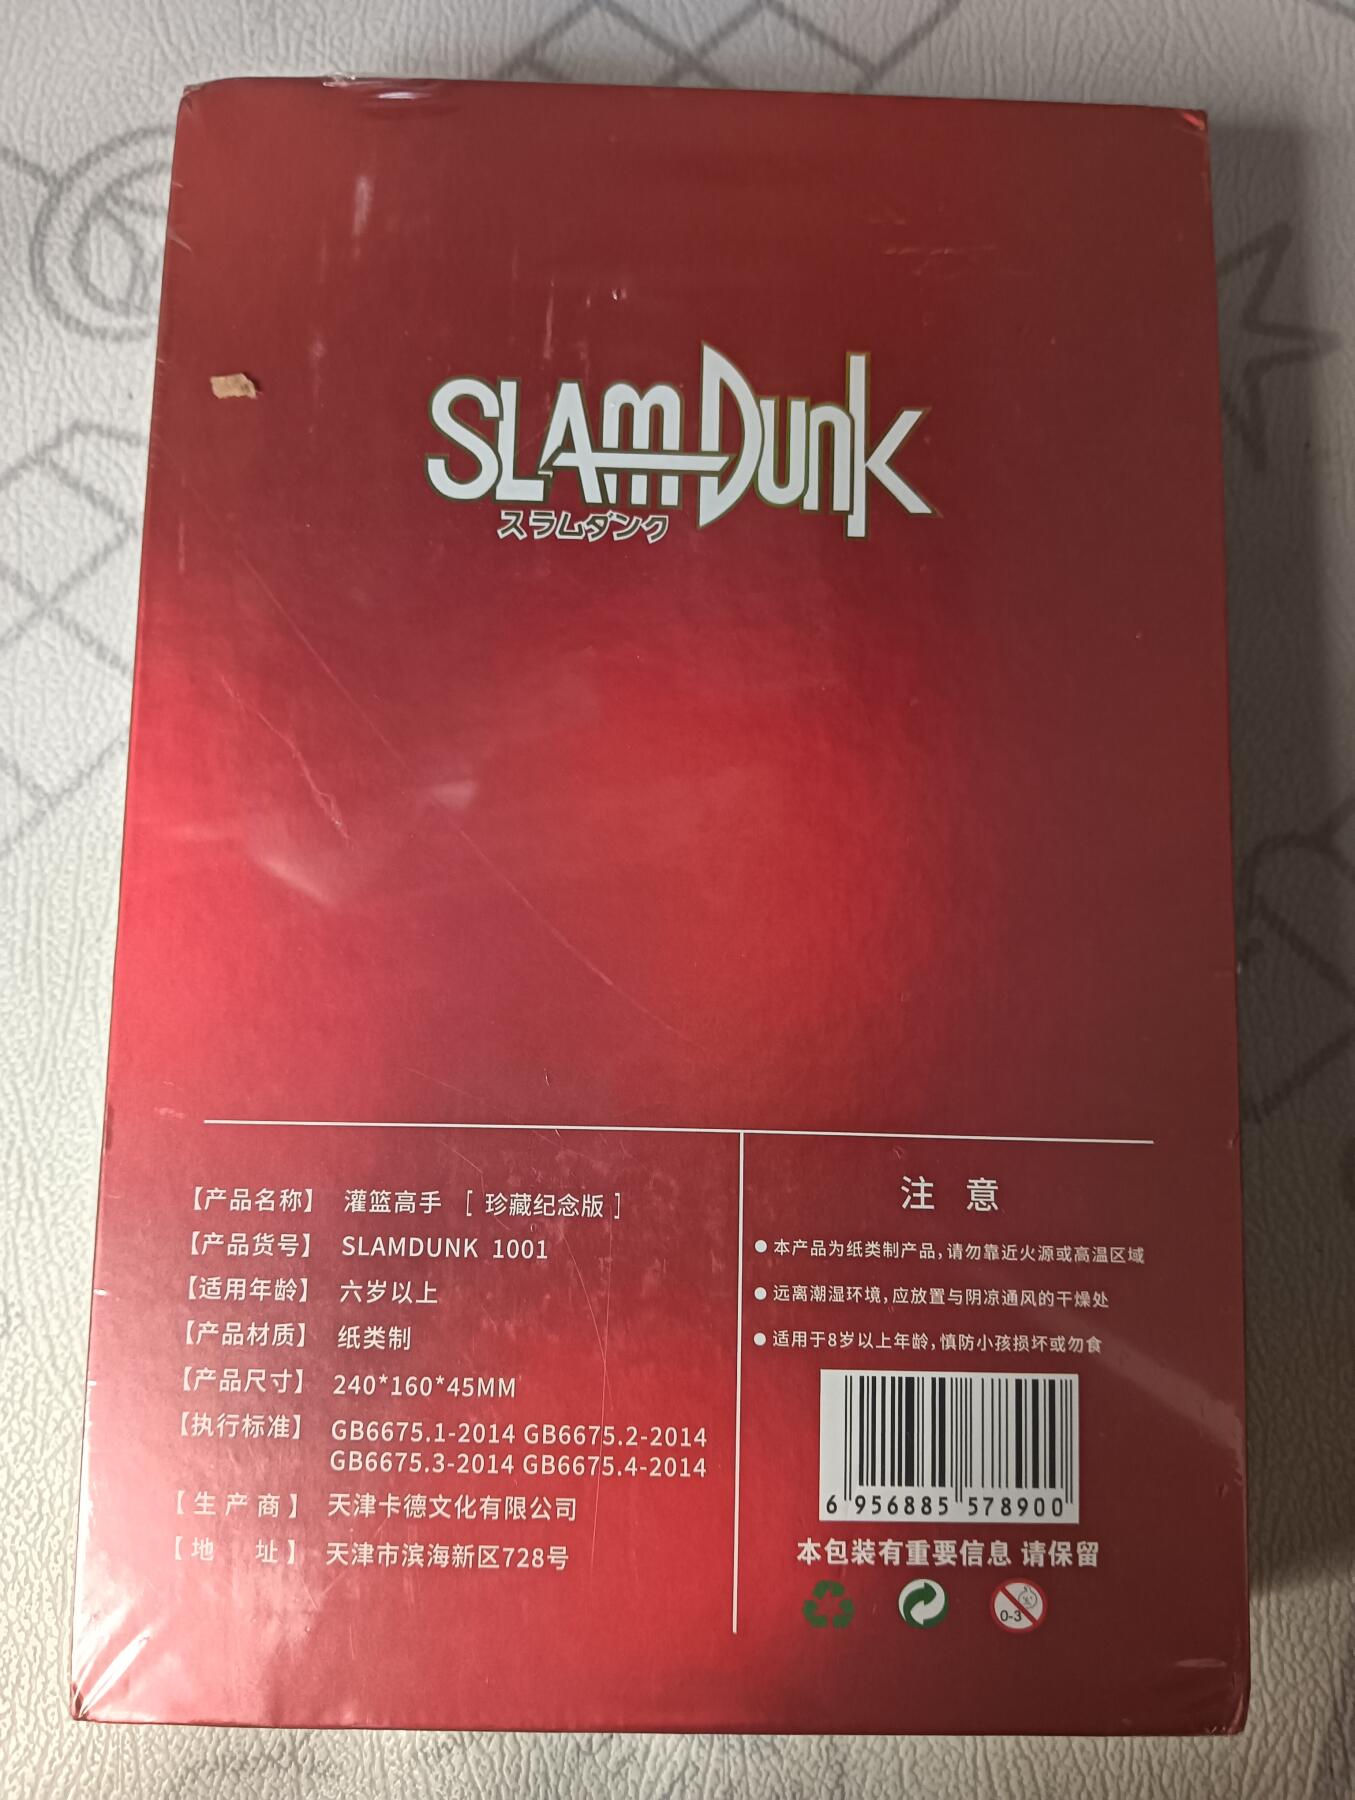 SLAM DUNK
スラムダンク
【产品名称】 灌篮高手 [ 珍藏纪念版 ]
【产品货号】 SLAMDUNK 1001
【适用年龄】 六岁以上
【产品材质】 纸类制
【产品尺寸】 240*160*45MM
【执行标准】 GB6675.1-2014 GB6675.2-2014
GB6675.3-2014 GB6675.4-2014
【生产商】 天津卡德文化有限公司
【地 址】 天津市滨海新区728号
注 意
●本产品为纸类制产品,请勿靠近火源或高温区域
●远离潮湿环境,应放置与阴凉通风的干燥处
●适用于8岁以上年龄,慎防小孩损坏或勿食
6 956885 578900
本包装有重要信息 请保留
0-3